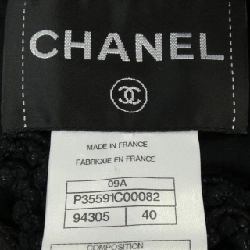 CHANEL
MADE IN FRANCE
FABRIQUE EN FRANCE
09A
P35591C00082
94305 40
COMPOSITION